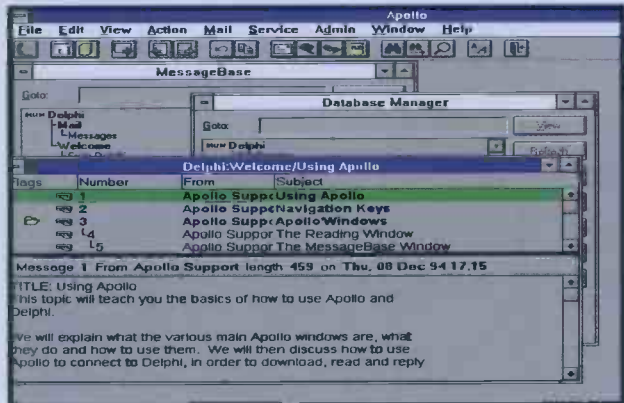 Apollo
File Edit View Action Mail Service Admin Window Help
MessageBase
Goto:
Delphi
Mail
Messages
Welcome
Database Manager
Goto:
View
Delphi
Refresh
Delphi:Welcome/Using Apollo
Flags Number From Subject
1 Apollo Suppo Using Apollo
2 Apollo Suppo Navigation Keys
3 Apollo Suppo Apollo Windows
4 Apollo Suppor The Reading Window
5 Apollo Suppor The MessageBase Window
Message 1 From Apollo Support length 459 on Thu, 08 Dec 94 17.15
TITLE: Using Apollo
This topic will teach you the basics of how to use Apollo and
Delphi.
We will explain what the various main Apollo windows are, what
they do and how to use them. We will then discuss how to use
Apollo to connect to Delphi, in order to download, read and reply